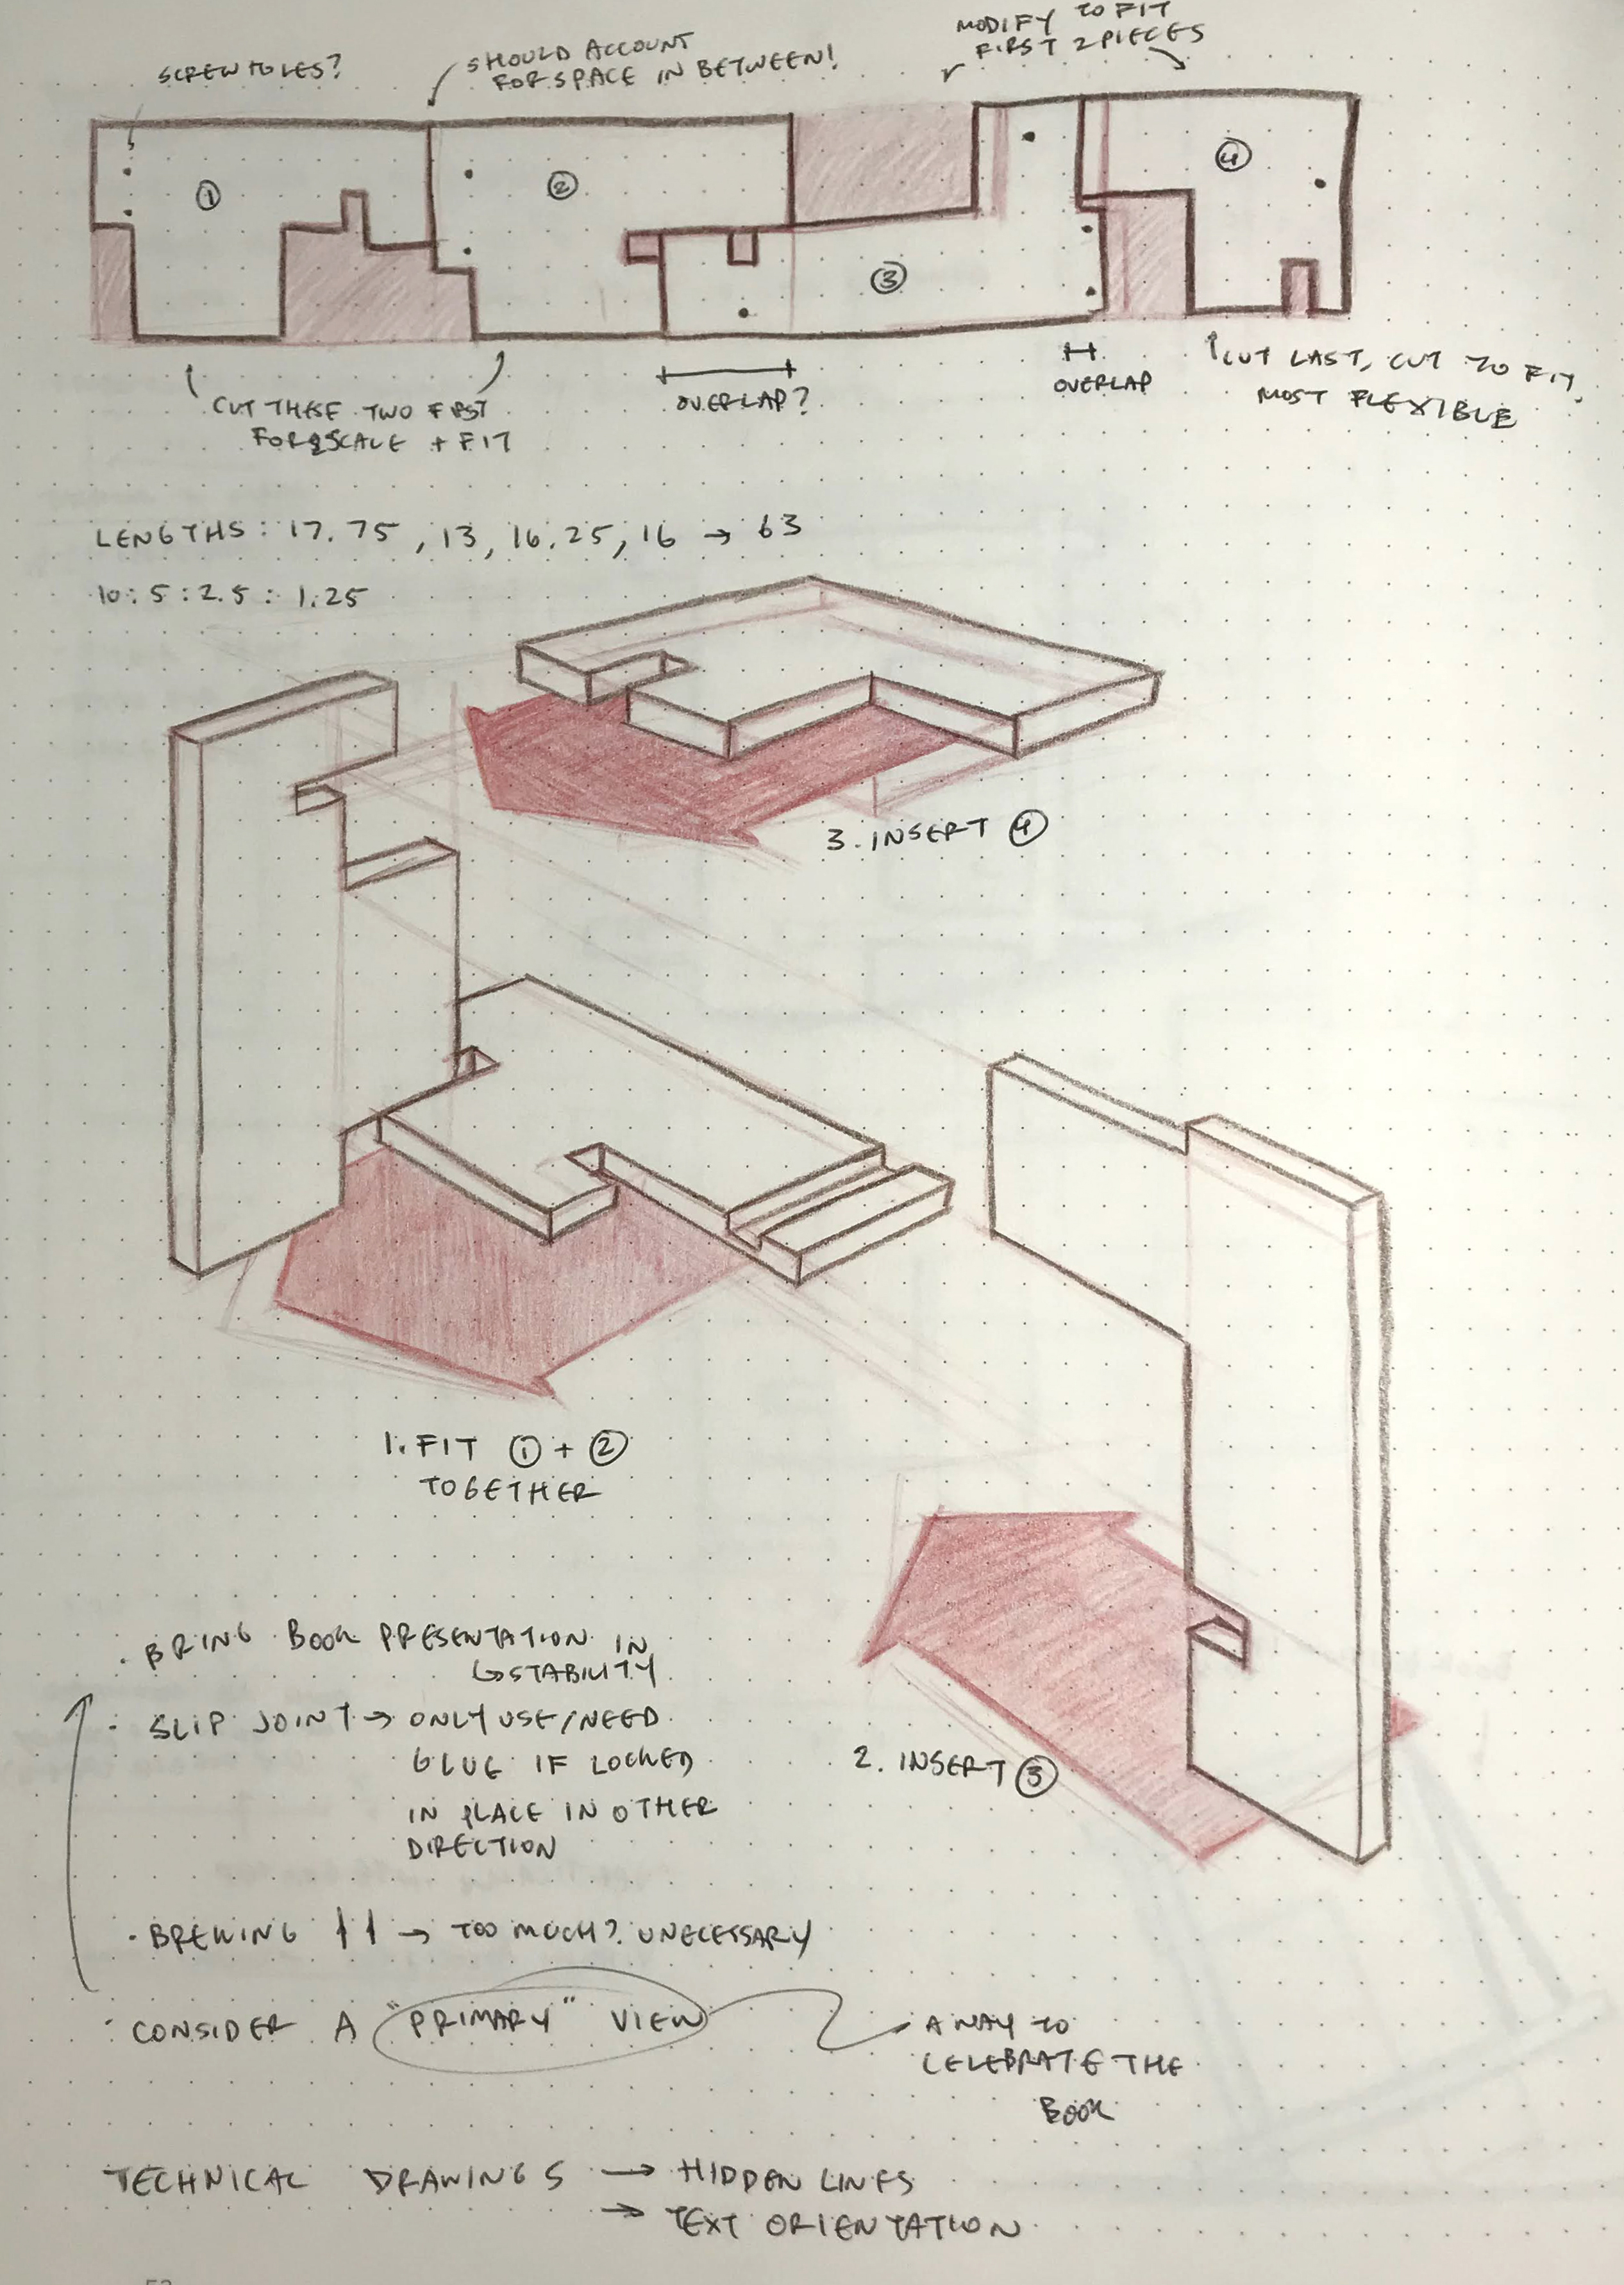 SCREW HOLES?
SHOULD ACCOUNT
FOR SPACE IN BETWEEN!
MODIFY TO FIT
FIRST 2 PIECES
①
②
③
④
CUT THESE TWO FIRST
FOR SCALE + FIT
OVERLAP?
OVERLAP
CUT LAST, CUT TO FIT,
MOST FLEXIBLE
LENGTHS: 17.75, 13, 16.25, 16 → 63
10:5:2.5:1.25
3. INSERT ④
1. FIT ① + ②
TOGETHER
2. INSERT ③
· BRING BOOK PRESENTATION IN
↳ STABILITY
· SLIP JOINT → ONLY USE/NEED
GLUE IF LOCKED
IN PLACE IN OTHER
DIRECTION
· BREWING → TOO MUCH? UNECESSARY
· CONSIDER A "PRIMARY" VIEW
A WAY TO
CELEBRATE THE
BOOK
TECHNICAL DRAWINGS → HIDDEN LINES
→ TEXT ORIENTATION